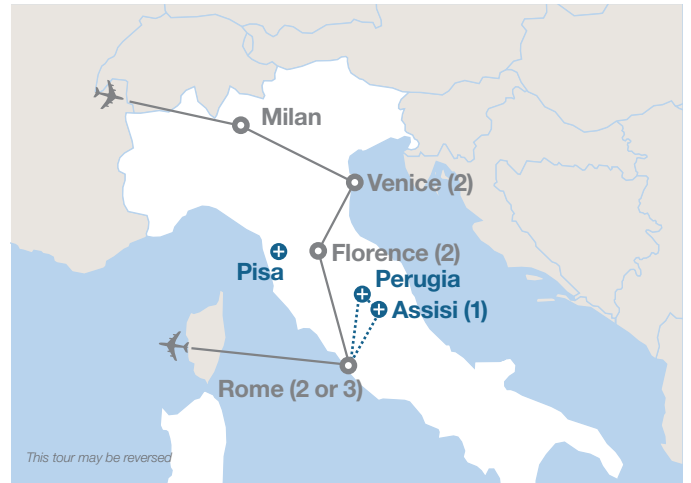 Milan
Venice (2)
Florence (2)
Pisa
Perugia
Assisi (1)
Rome (2 or 3)
This tour may be reversed